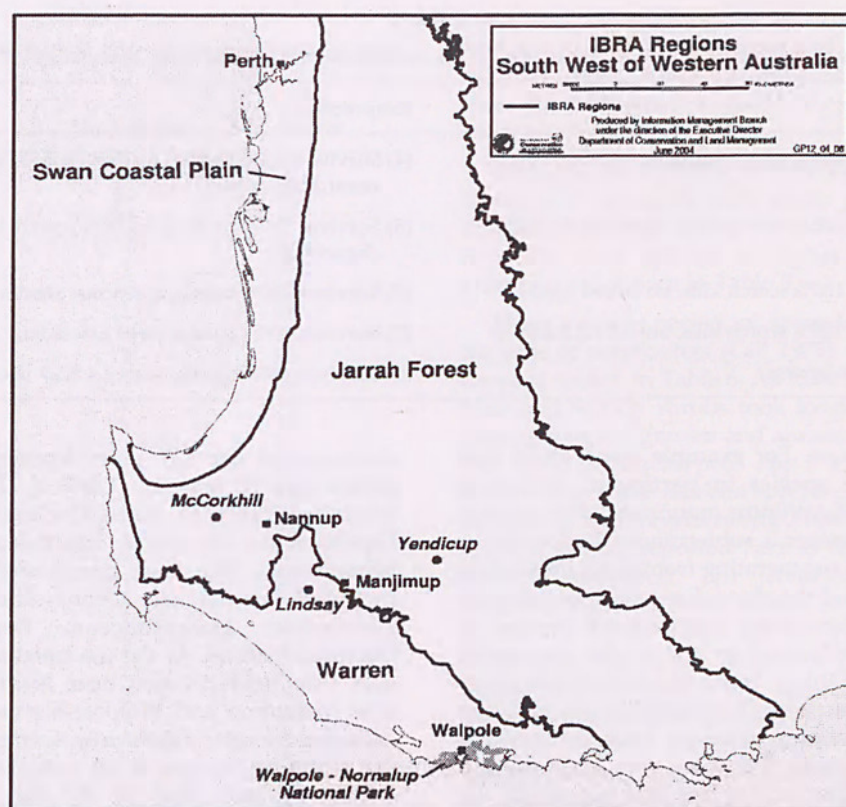 IBRA Regions
South West of Western Australia
IBRA Regions
Produced by Information Management Branch
under the direction of the Executive Director
Department of Conservation and Land Management
June 2004
GP12_04_08
Perth
Swan Coastal Plain
Jarrah Forest
McCorkhill
Nannup
Yendicup
Manjimup
Lindsay
Warren
Walpole
Walpole - Nornalup
National Park